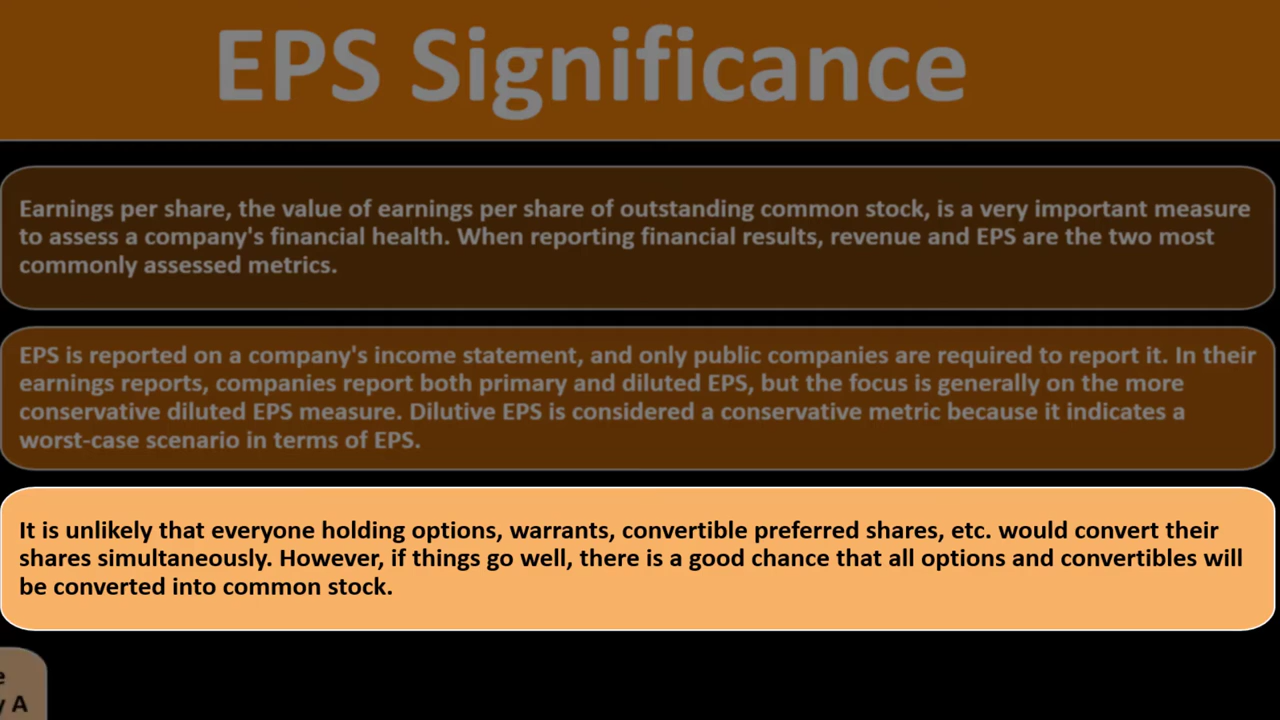 EPS Significance
Earnings per share, the value of earnings per share of outstanding common stock, is a very important measure
to assess a company's financial health. When reporting financial results, revenue and EPS are the two most
commonly assessed metrics.
EPS is reported on a company's income statement, and only public companies are required to report it. In their
earnings reports, companies report both primary and diluted EPS, but the focus is generally on the more
conservative diluted EPS measure. Dilutive EPS is considered a conservative metric because it indicates a
worst-case scenario in terms of EPS.
It is unlikely that everyone holding options, warrants, convertible preferred shares, etc. would convert their
shares simultaneously. However, if things go well, there is a good chance that all options and convertibles will
be converted into common stock.
e
y A